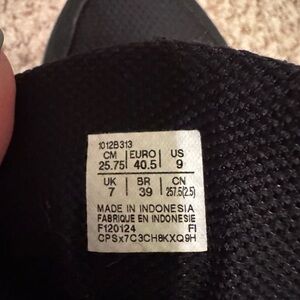 1012B313
CM EURO US
25.75 40.5 9
UK BR CN
7 39 257.5(2.5)
MADE IN INDONESIA
FABRIQUE EN INDONESIE
F120124 FI
CPSx7C3CH8KXQ9H